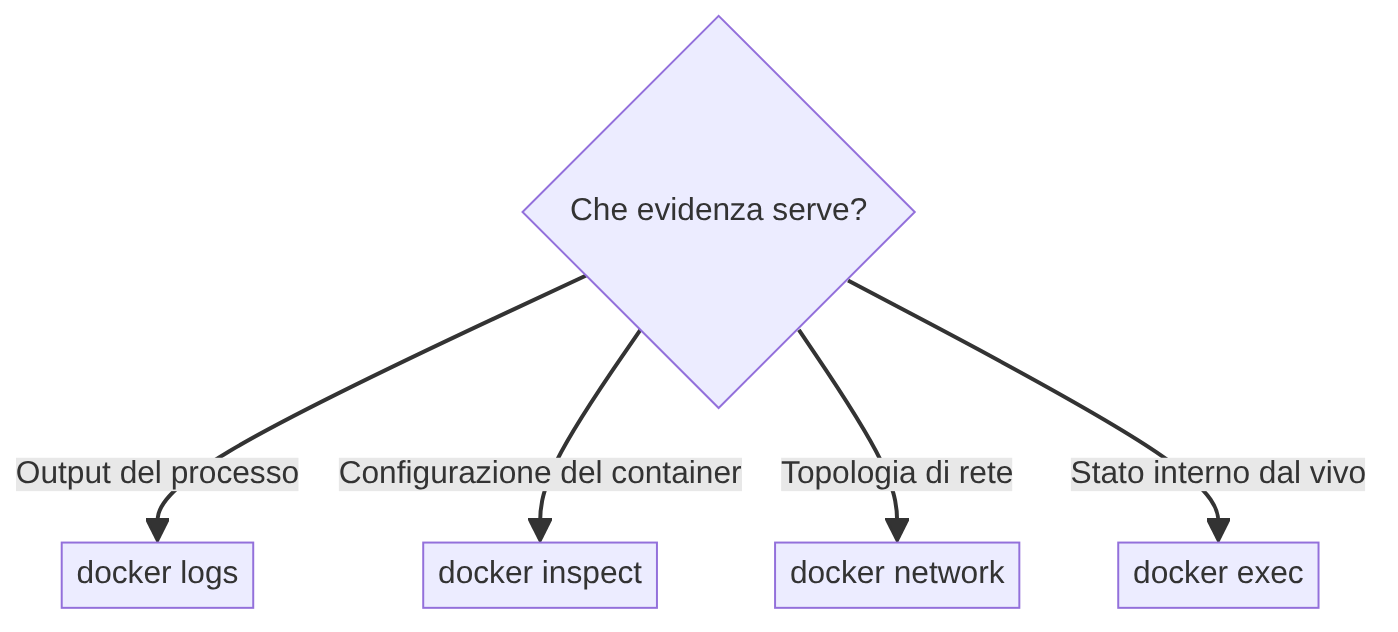 Che evidenza serve?
Output del processo
Configurazione del container
Topologia di rete
Stato interno dal vivo
docker logs
docker inspect
docker network
docker exec